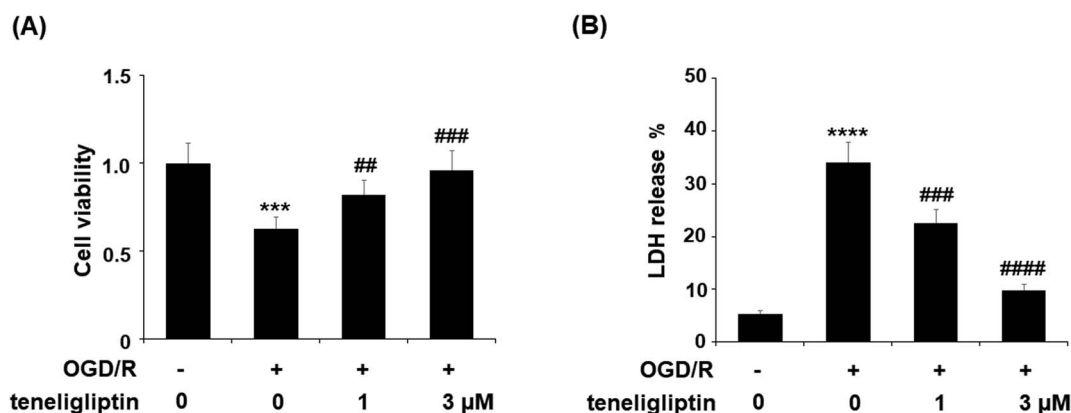 (A)
Cell viability
1.5
1.0
0.5
0
***
##
###
OGD/R - + + +
teneligliptin 0 0 1 3 µM
(B)
LDH release %
50
40
30
20
10
0
****
###
####
OGD/R - + + +
teneligliptin 0 0 1 3 µM